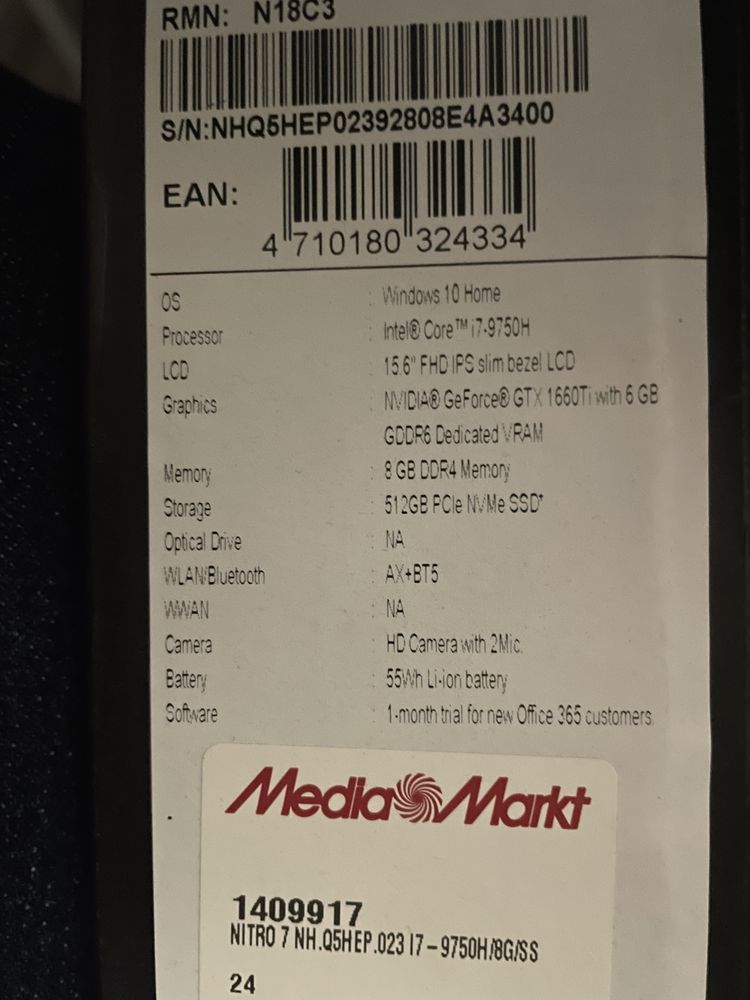 RMN: N18C3
S/N:NHQ5HEP02392808E4A3400
EAN:
4 710180 324334
OS : Windows 10 Home
Processor : Intel® Core™ i7-9750H
LCD : 15.6" FHD IPS slim bezel LCD
Graphics : NVIDIA® GeForce® GTX 1660Ti with 6 GB
GDDR6 Dedicated VRAM
Memory : 8 GB DDR4 Memory
Storage : 512GB PCIe NVMe SSD*
Optical Drive : NA
WLAN/Bluetooth : AX+BT5
WWAN : NA
Camera : HD Camera with 2Mic.
Battery : 55Wh Li-ion battery
Software : 1-month trial for new Office 365 customers.
Media Markt
1409917
NITRO 7 NH.Q5HEP.023 I7-9750H/8G/SS
24